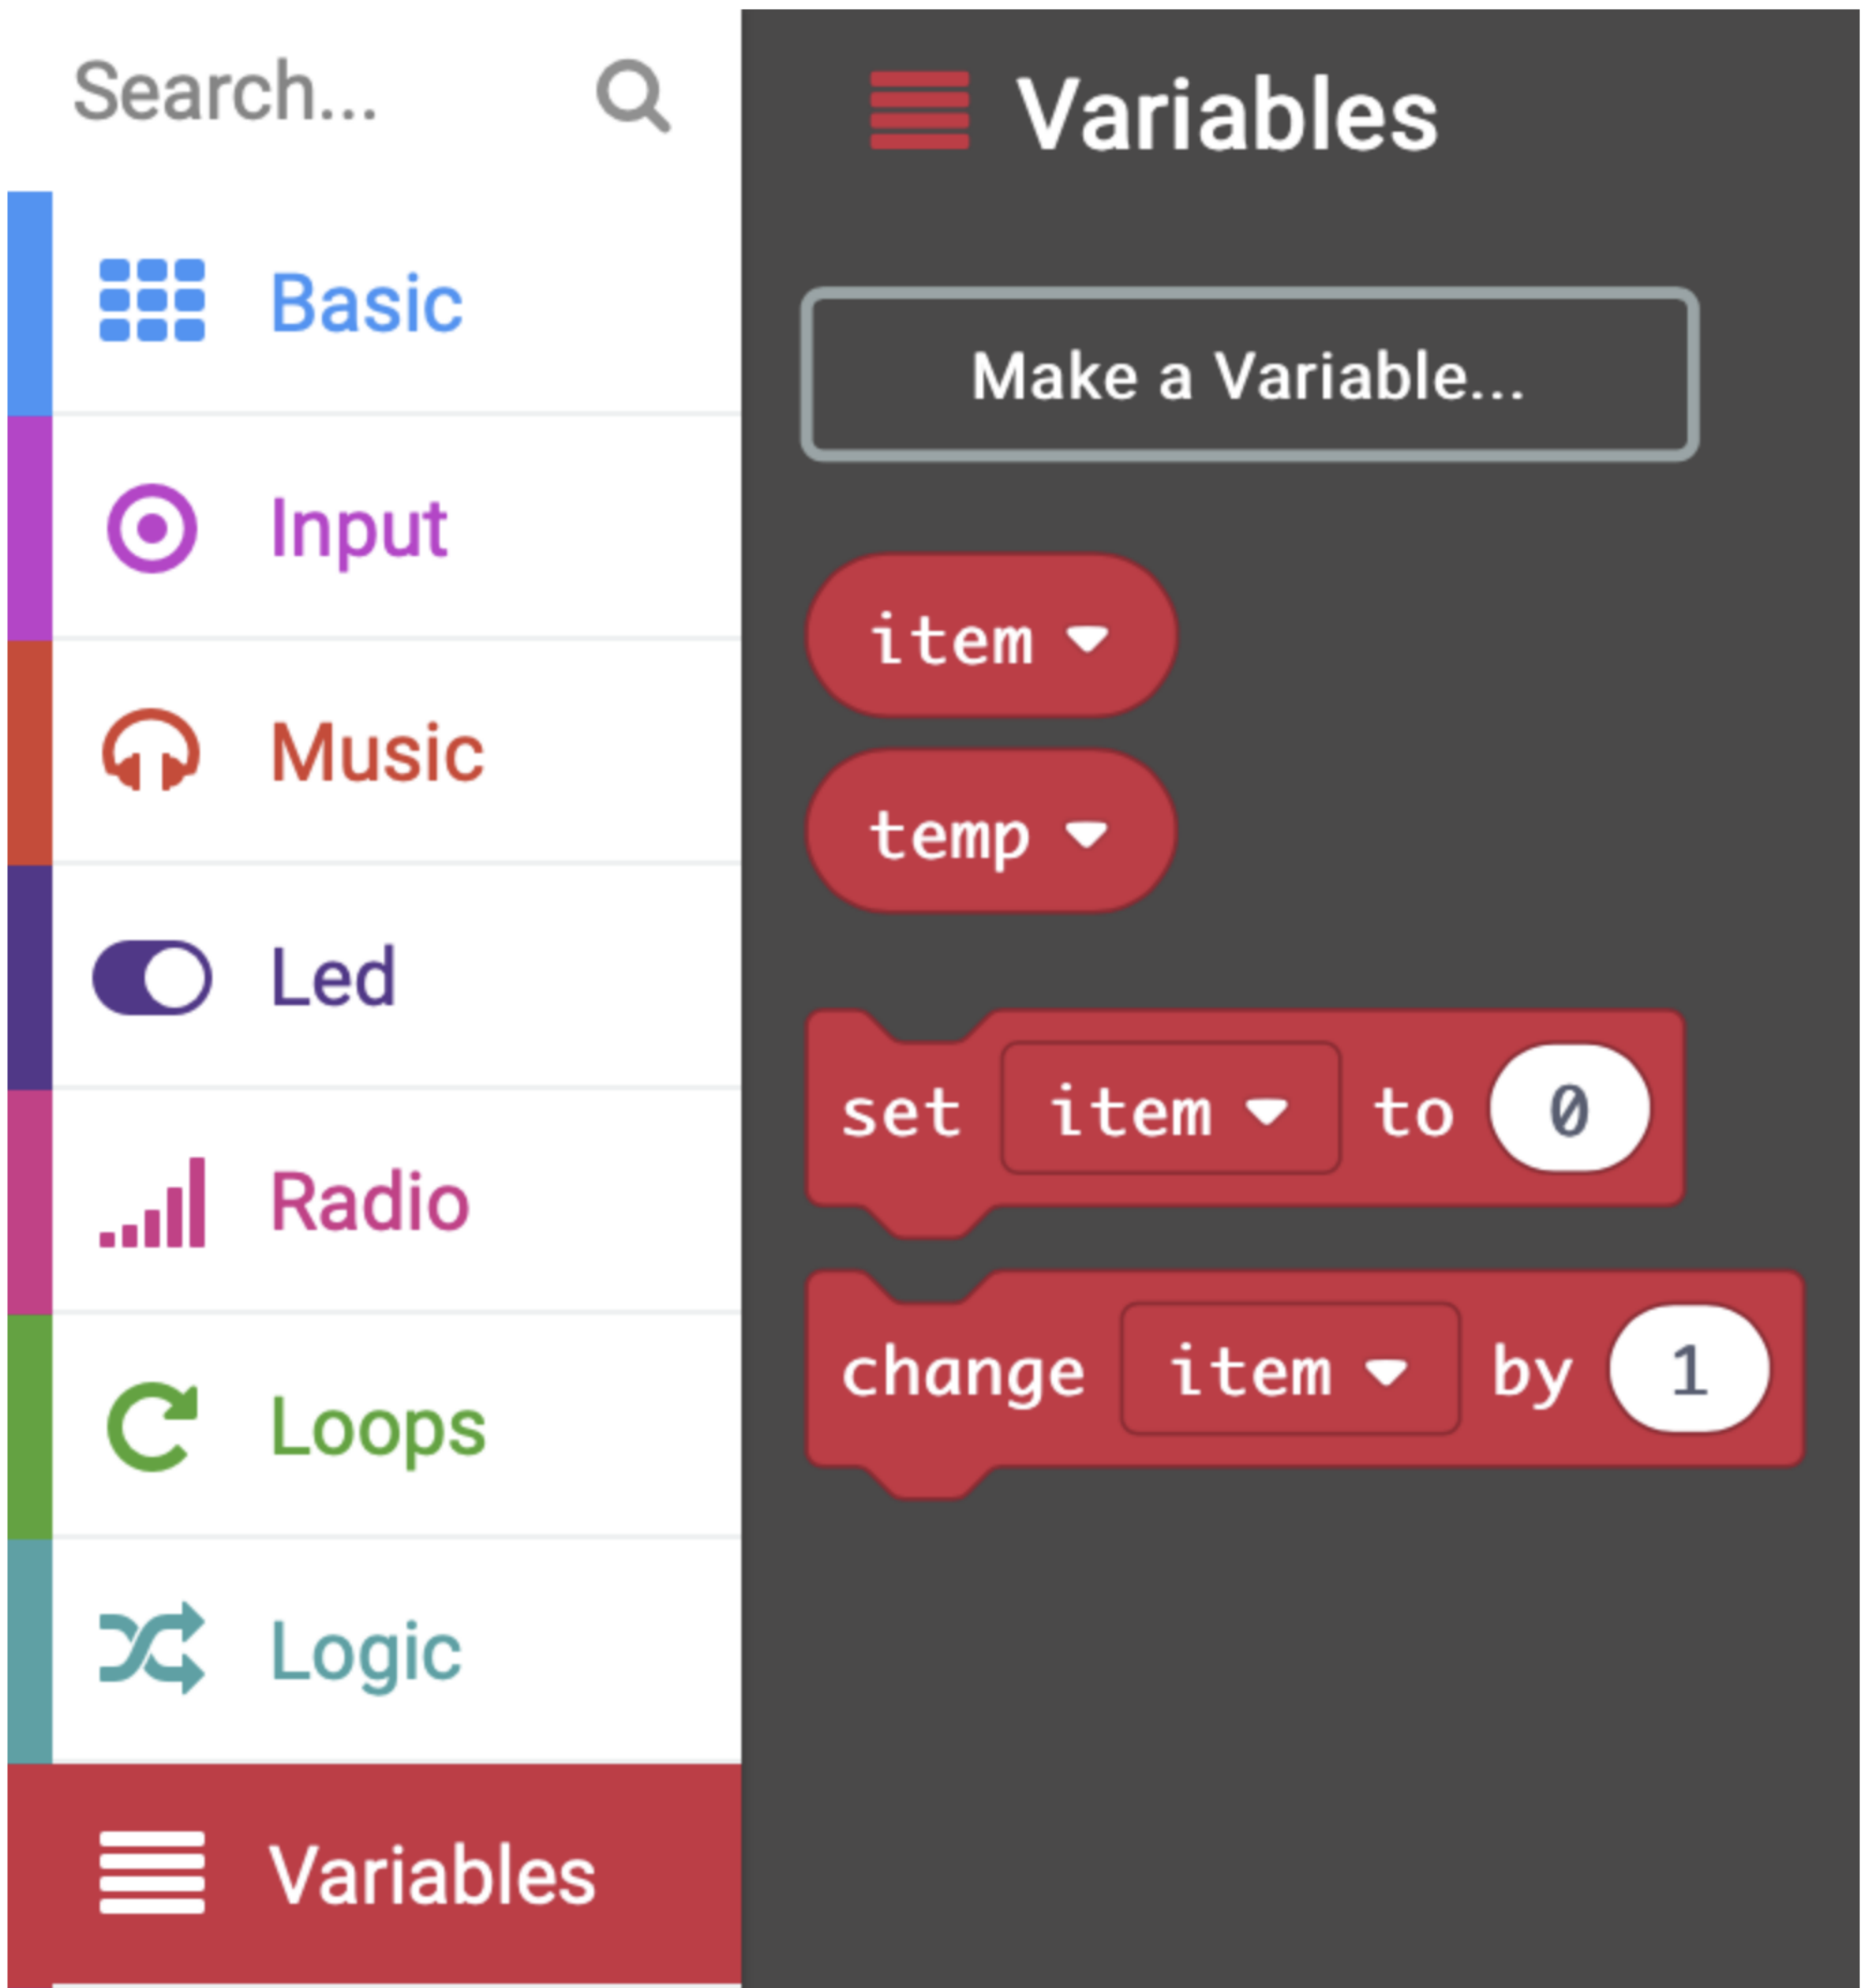 Search...
Basic
Input
Music
Led
Radio
Loops
Logic
Variables
Variables
Make a Variable...
item
temp
set item to 0
change item by 1